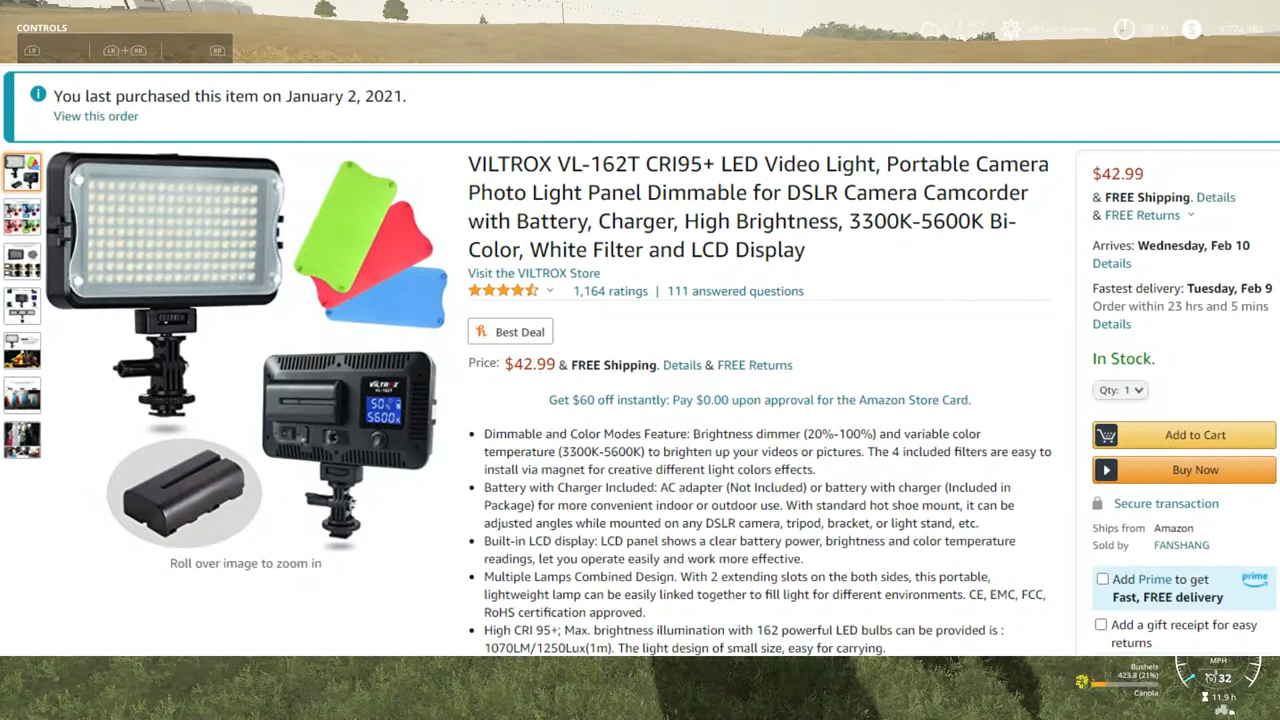 CONTROLS
LB
LB + RB
RB
You last purchased this item on January 2, 2021.
View this order
VILTROX VL-162T CRI95+ LED Video Light, Portable Camera
Photo Light Panel Dimmable for DSLR Camera Camcorder
with Battery, Charger, High Brightness, 3300K-5600K Bi-
Color, White Filter and LCD Display
Visit the VILTROX Store
1,164 ratings | 111 answered questions
Best Deal
Price: $42.99 & FREE Shipping. Details & FREE Returns
Get $60 off instantly: Pay $0.00 upon approval for the Amazon Store Card.
Dimmable and Color Modes Feature: Brightness dimmer (20%-100%) and variable color
temperature (3300K-5600K) to brighten up your videos or pictures. The 4 included filters are easy to
install via magnet for creative different light colors effects.
Battery with Charger Included: AC adapter (Not Included) or battery with charger (Included in
Package) for more convenient indoor or outdoor use. With standard hot shoe mount, it can be
adjusted angles while mounted on any DSLR camera, tripod, bracket, or light stand, etc.
Built-in LCD display: LCD panel shows a clear battery power, brightness and color temperature
readings, let you operate easily and work more effective.
Multiple Lamps Combined Design. With 2 extending slots on the both sides, this portable,
lightweight lamp can be easily linked together to fill light for different environments. CE, EMC, FCC,
RoHS certification approved.
High CRI 95+; Max. brightness illumination with 162 powerful LED bulbs can be provided is :
1070LM/1250Lux(1m). The light design of small size, easy for carrying.
VILTROX
VL-162T
50%
5600K
Roll over image to zoom in
$42.99
& FREE Shipping. Details
& FREE Returns
Arrives: Wednesday, Feb 10
Details
Fastest delivery: Tuesday, Feb 9
Order within 23 hrs and 5 mins
Details
In Stock.
Qty: 1
Add to Cart
Buy Now
Secure transaction
Ships from Amazon
Sold by FANSHANG
Add Prime to get
Fast, FREE delivery
prime
Add a gift receipt for easy
returns
Bushels
423.8 (21%)
Canola
MPH
32
11.9 h